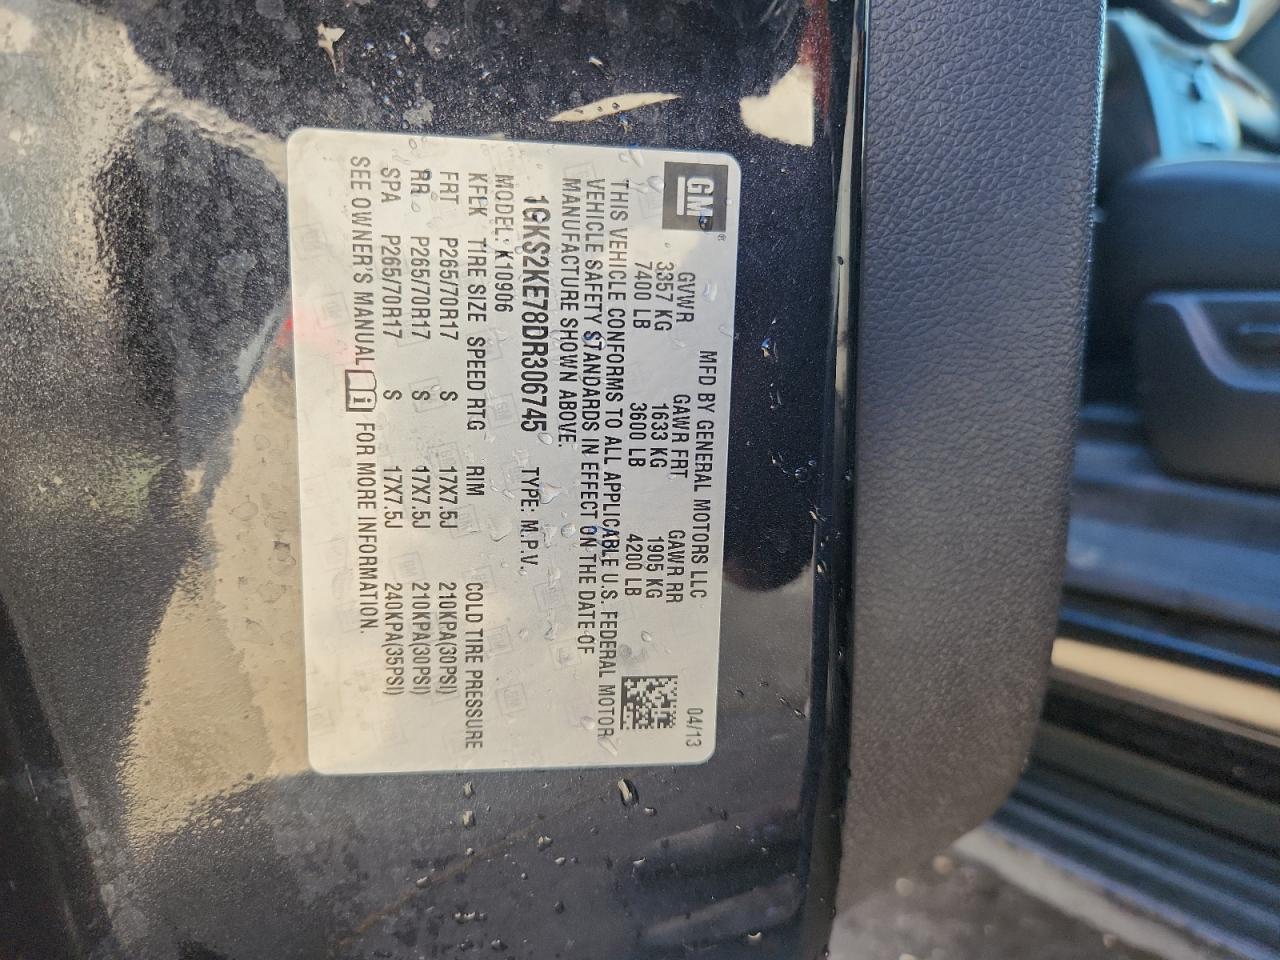 GM®
MFD BY GENERAL MOTORS LLC 04/13
GVWR GAWR FRT GAWR RR
3357 KG 1633 KG 1905 KG
7400 LB 3600 LB 4200 LB
THIS VEHICLE CONFORMS TO ALL APPLICABLE U.S. FEDERAL MOTOR
VEHICLE SAFETY STANDARDS IN EFFECT ON THE DATE OF
MANUFACTURE SHOWN ABOVE.
1GKS2KE78DR306745 TYPE: M.P.V.
MODEL: K10906
KFEK TIRE SIZE SPEED RTG RIM COLD TIRE PRESSURE
FRT P265/70R17 S 17X7.5J 210KPA(30PSI)
RR P265/70R17 S 17X7.5J 210KPA(30PSI)
SPA P265/70R17 S 17X7.5J 240KPA(35PSI)
SEE OWNER'S MANUAL i FOR MORE INFORMATION.